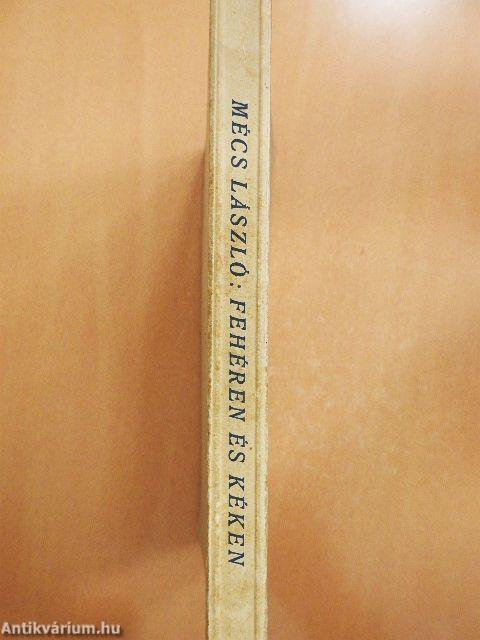 MÉCS LÁSZLÓ: FEHÉREN ÉS KÉKEN
Antikvárium.hu